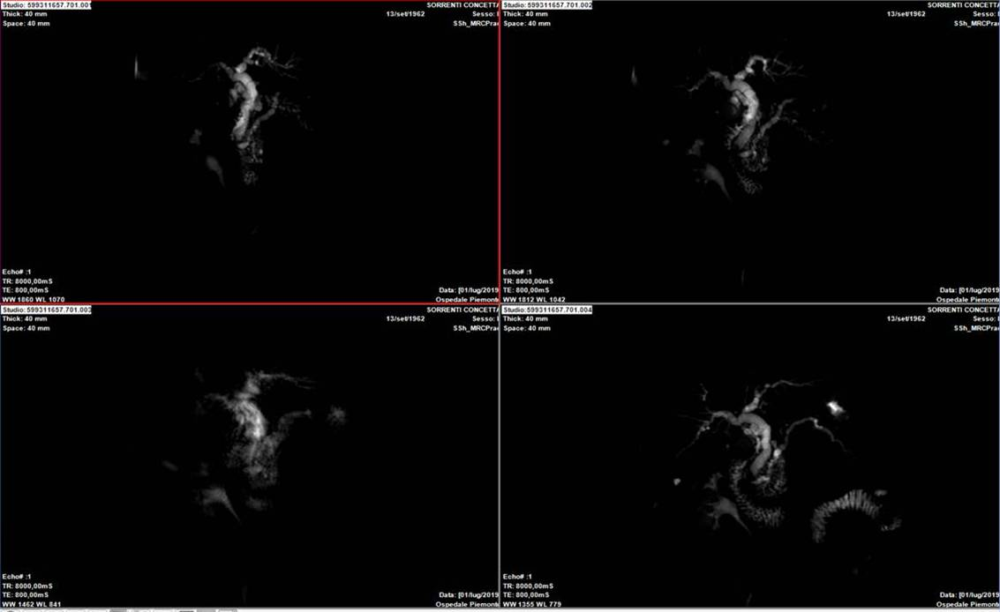 Studio: 599311657.701.001
Thick: 40 mm
Space: 40 mm
SORRENTI CONCETTA
13/set/1962 Sesso:
SSh_MRCPrad
Echo# :1
TR: 8000,00mS
TE: 800,00mS
WW 1860 WL 1070
Data: [01/lug/2019
Ospedale Piemont
Studio: 599311657.701.002
Thick: 40 mm
Space: 40 mm
SORRENTI CONCETTA
13/set/1962 Sesso:
SSh_MRCPrad
Echo# :1
TR: 8000,00mS
TE: 800,00mS
WW 1812 WL 1042
Data: [01/lug/2019
Ospedale Piemont
Studio: 599311657.701.003
Thick: 40 mm
Space: 40 mm
SORRENTI CONCETTA
13/set/1962 Sesso:
SSh_MRCPrad
Echo# :1
TR: 8000,00mS
TE: 800,00mS
WW 1462 WL 841
Data: [01/lug/2019
Ospedale Piemont
Studio: 599311657.701.004
Thick: 40 mm
Space: 40 mm
SORRENTI CONCETTA
13/set/1962 Sesso:
SSh_MRCPrad
Echo# :1
TR: 8000,00mS
TE: 800,00mS
WW 1355 WL 779
Data: [01/lug/2019
Ospedale Piemont